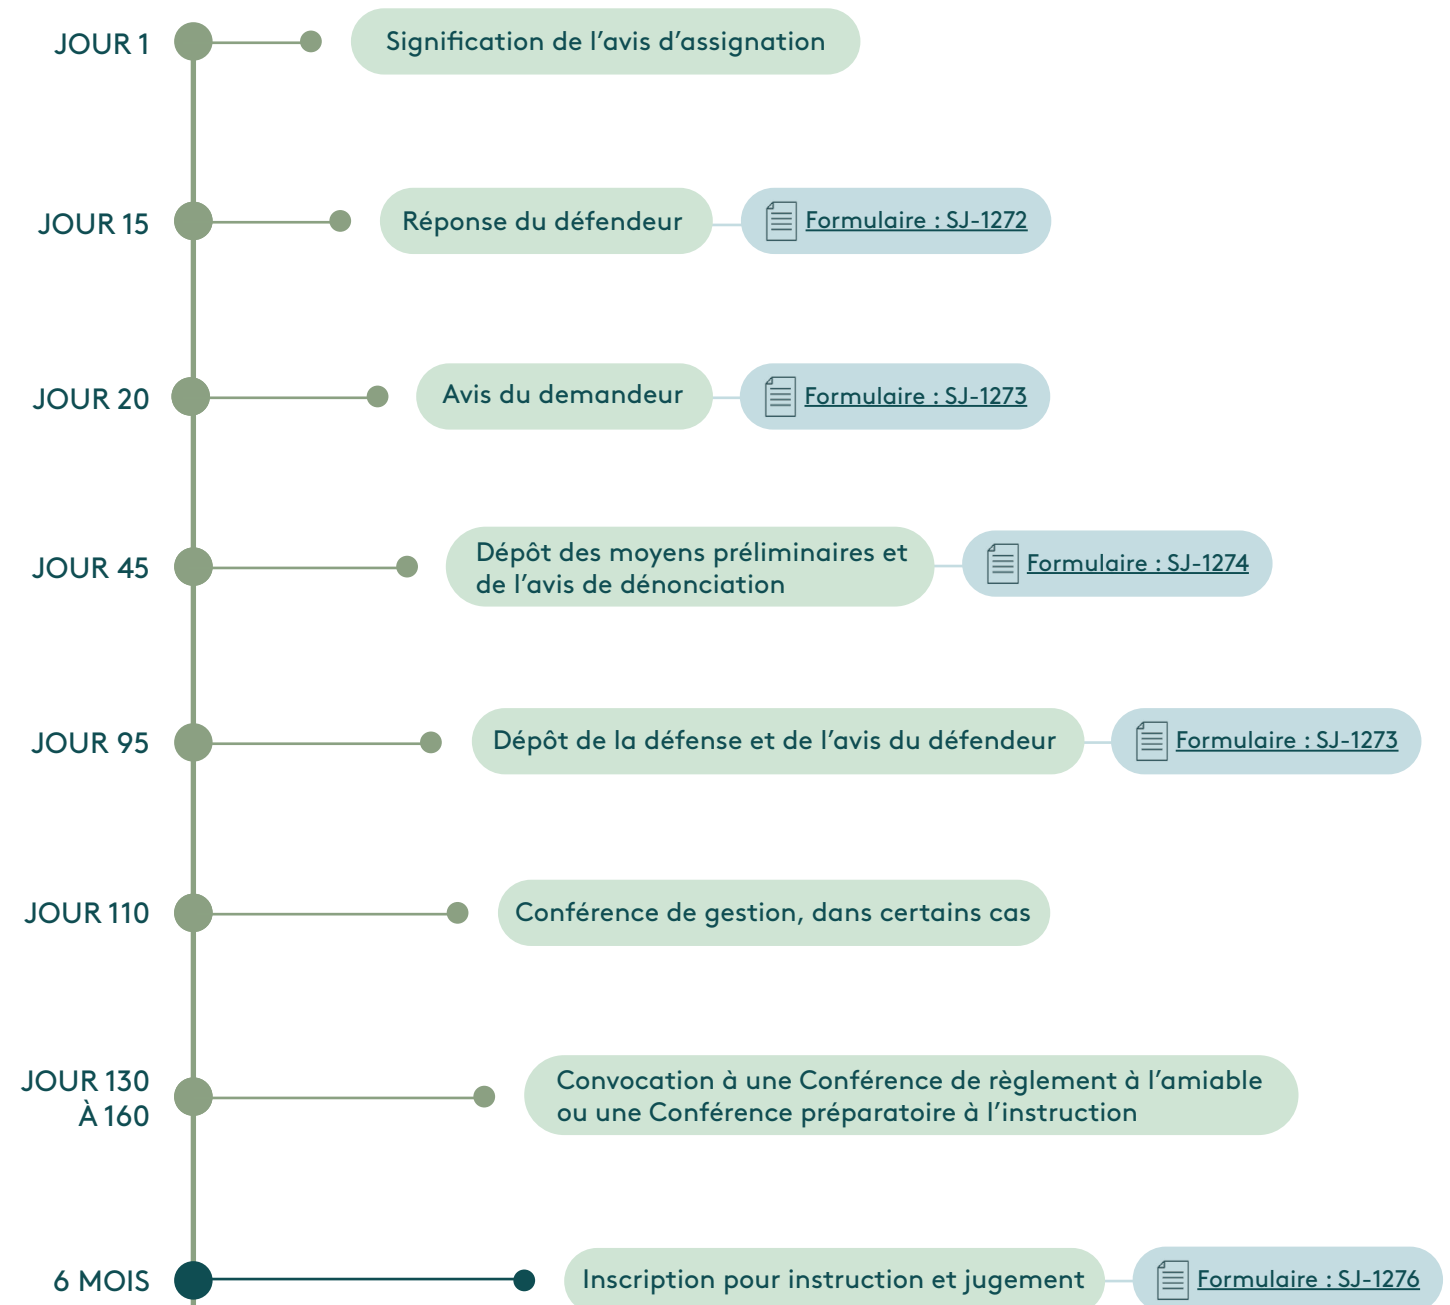 JOUR 1
Signification de l’avis d’assignation
JOUR 15
Réponse du défendeur
Formulaire : SJ-1272
JOUR 20
Avis du demandeur
Formulaire : SJ-1273
JOUR 45
Dépôt des moyens préliminaires et
de l’avis de dénonciation
Formulaire : SJ-1274
JOUR 95
Dépôt de la défense et de l’avis du défendeur
Formulaire : SJ-1273
JOUR 110
Conférence de gestion, dans certains cas
JOUR 130
À 160
Convocation à une Conférence de règlement à l’amiable
ou une Conférence préparatoire à l’instruction
6 MOIS
Inscription pour instruction et jugement
Formulaire : SJ-1276